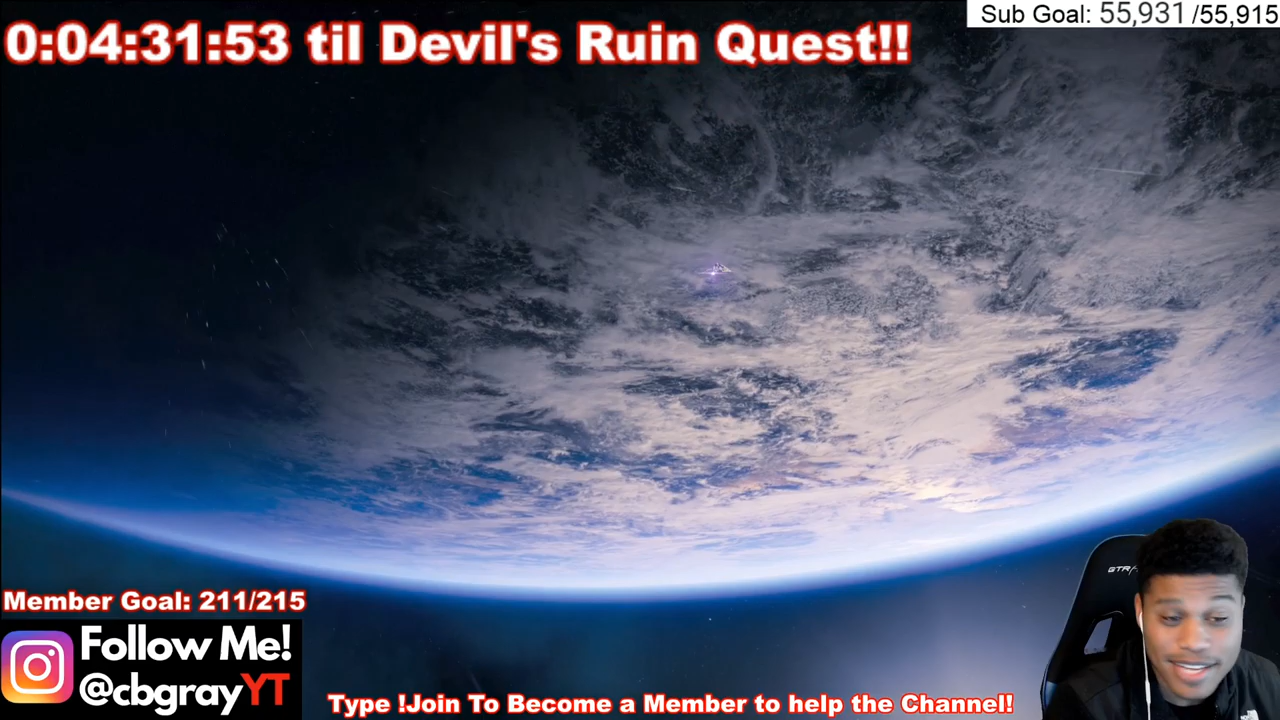 Sub Goal: 55,931 /55,915
0:04:31:53 til Devil's Ruin Quest!!
GTR
Member Goal: 211/215
Follow Me!
@cbgrayYT
Type !Join To Become a Member to help the Channel!